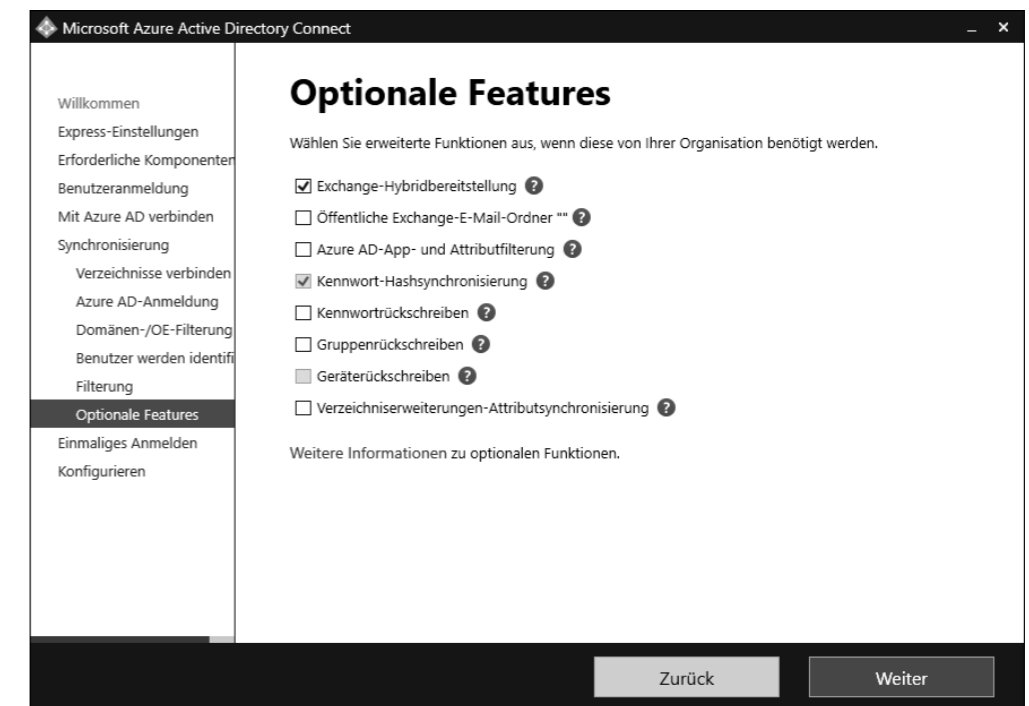 Microsoft Azure Active Directory Connect
Willkommen
Express-Einstellungen
Erforderliche Komponenten
Benutzeranmeldung
Mit Azure AD verbinden
Synchronisierung
Verzeichnisse verbinden
Azure AD-Anmeldung
Domänen-/OE-Filterung
Benutzer werden identifi
Filterung
Optionale Features
Einmaliges Anmelden
Konfigurieren
Optionale Features
Wählen Sie erweiterte Funktionen aus, wenn diese von Ihrer Organisation benötigt werden.
Exchange-Hybridbereitstellung ?
Öffentliche Exchange-E-Mail-Ordner "" ?
Azure AD-App- und Attributfilterung ?
Kennwort-Hashsynchronisierung ?
Kennwortrückschreiben ?
Gruppenrückschreiben ?
Geräterückschreiben ?
Verzeichniserweiterungen-Attributsynchronisierung ?
Weitere Informationen zu optionalen Funktionen.
Zurück
Weiter